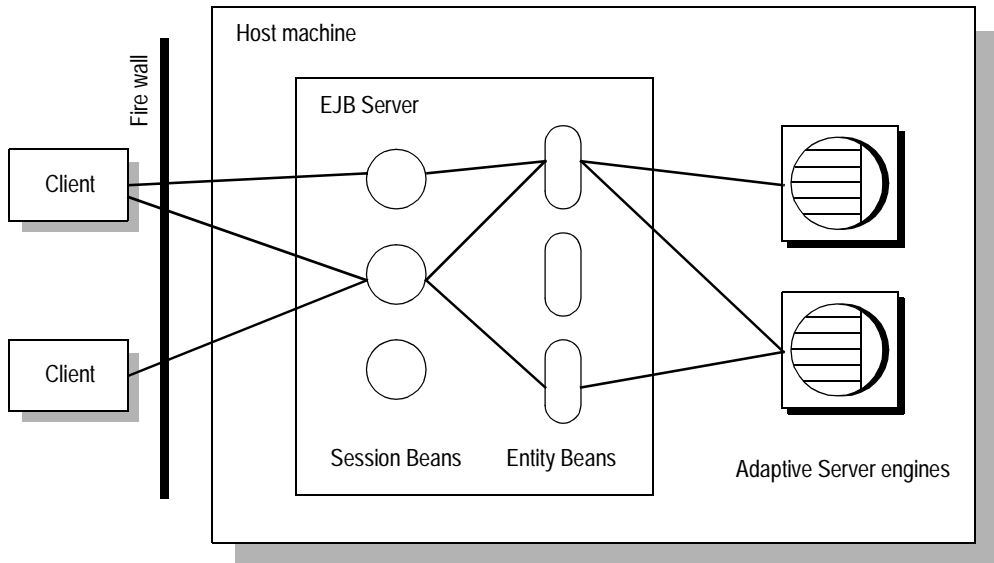 Host machine
Fire wall
EJB Server
Client
Client
Session Beans
Entity Beans
Adaptive Server engines